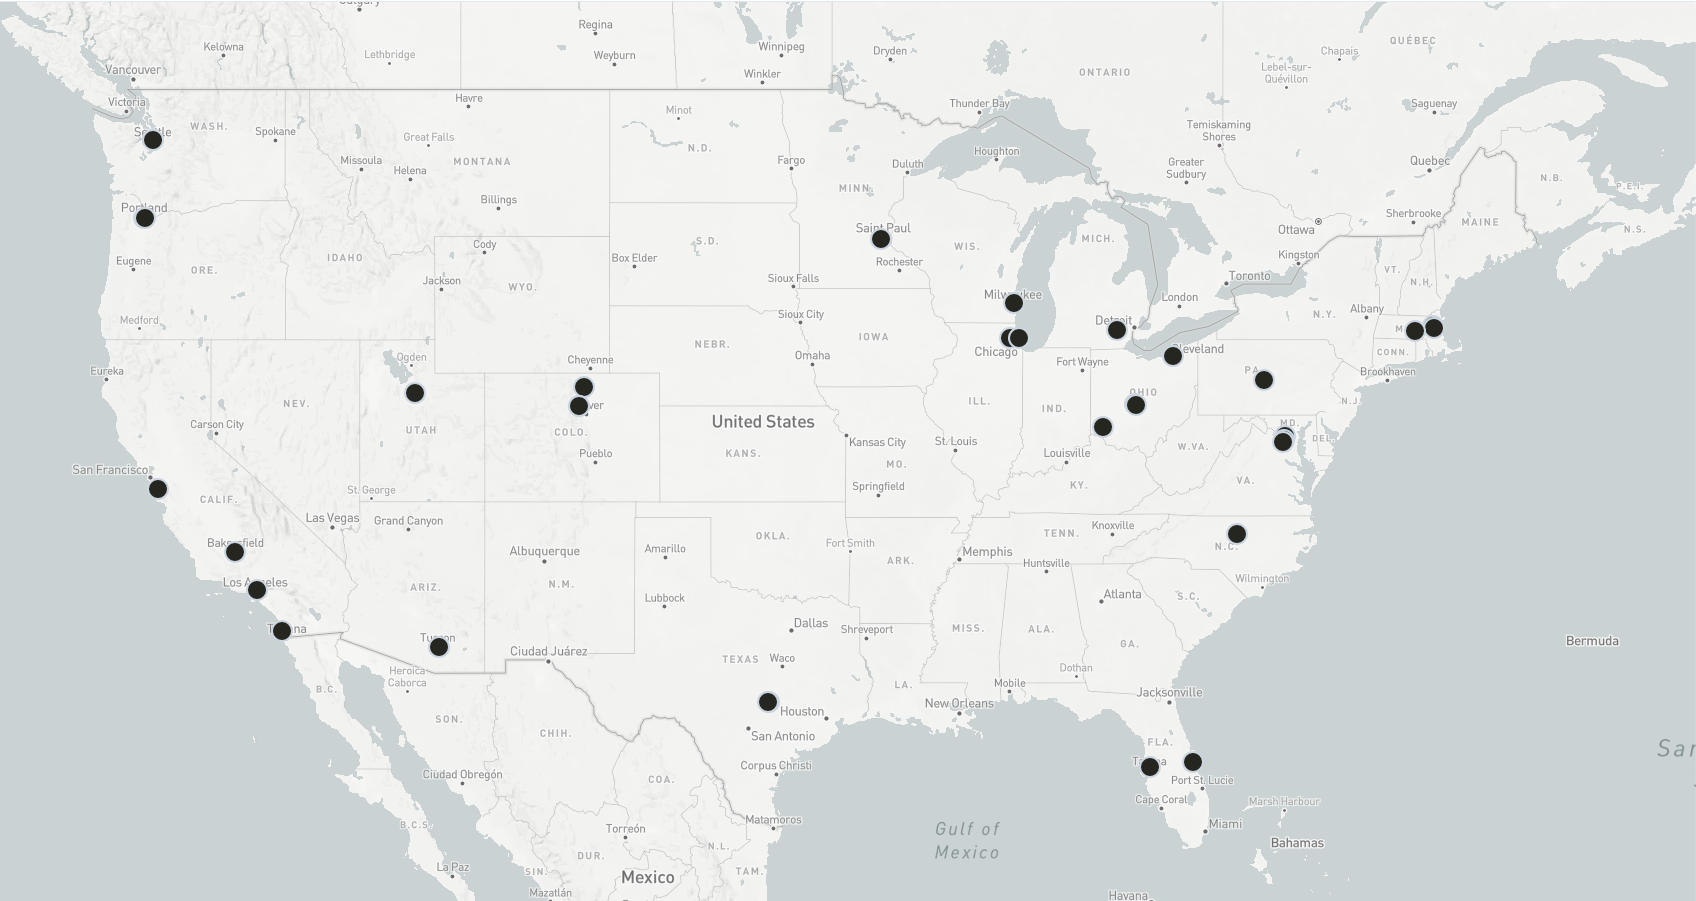 Regina
Kelowna
Winnipeg
Dryden
QUÉBEC
Chapais
Lethbridge
Weyburn
Vancouver
Winkler
ONTARIO
Lebel-sur-
Quévillon
Victoria
Havre
Minot
Thunder Bay
Saguenay
WASH.
Spokane
Great Falls
Temiskaming
Shores
N.D.
Missoula
MONTANA
Fargo
Duluth
Houghton
Greater
Sudbury
Quebec
Helena
MINN.
N.B.
P.E.I.
Billings
Portland
Sherbrooke
MAINE
Saint Paul
Ottawa
N.S.
Cody
S.D.
WIS.
MICH.
Eugene
ORE.
IDAHO
Box Elder
Rochester
Kingston
VT.
Jackson
WYO.
Sioux Falls
Toronto
N.H.
London
Medford
Sioux City
Albany
N.Y.
Detroit
NEBR.
IOWA
Chicago
Cleveland
CONN.
Ogden
Cheyenne
Omaha
Fort Wayne
Eureka
Brookhaven
PA.
NEV.
OHIO
ILL.
IND.
N.J.
Carson City
UTAH
COLO.
United States
MD.
DEL.
Kansas City
St. Louis
W.VA.
Pueblo
KANS.
Louisville
San Francisco
MO.
St. George
CALIF.
Springfield
KY.
VA.
Las Vegas
Grand Canyon
Knoxville
TENN.
OKLA.
Fort Smith
Bakersfield
Albuquerque
Amarillo
Memphis
N.C.
ARK.
Huntsville
Los Angeles
ARIZ.
N.M.
Wilmington
Lubbock
Atlanta
S.C.
Dallas
Shreveport
MISS.
ALA.
GA.
Tucson
Bermuda
Ciudad Juárez
TEXAS
Waco
Heroica
Caborca
Dothan
B.C.
LA.
Mobile
Jacksonville
New Orleans
Houston
SON.
CHIH.
San Antonio
FLA.
Corpus Christi
Tampa
Ciudad Obregón
COA.
Port St. Lucie
Cape Coral
Marsh Harbour
B.C.S.
Matamoros
Miami
Torreón
Gulf of
Mexico
N.L.
Bahamas
DUR.
La Paz
SIN.
Mexico
TAM.
Mazatlán
Havana